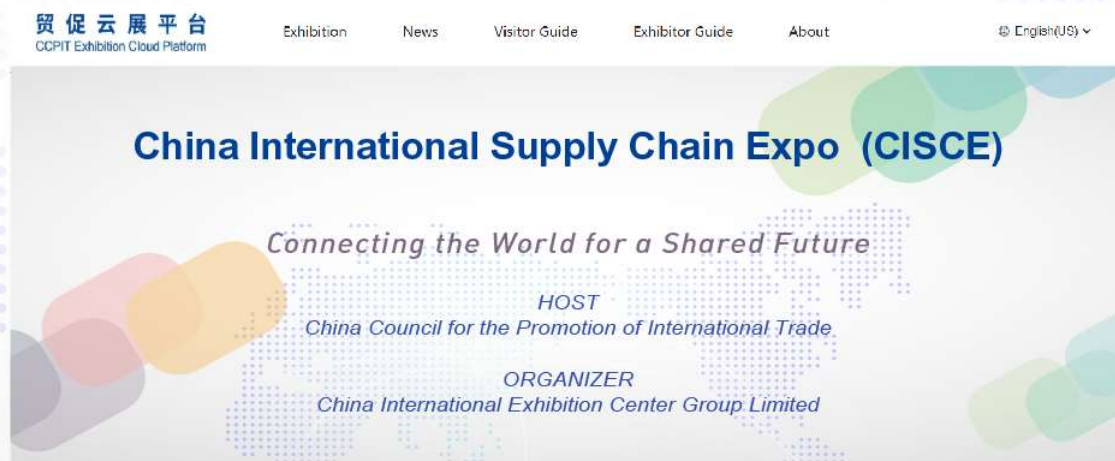 贸促云展平台
CCPIT Exhibition Cloud Platform
Exhibition News Visitor Guide Exhibitor Guide About English(US)
China International Supply Chain Expo (CISCE)
Connecting the World for a Shared Future
HOST
China Council for the Promotion of International Trade
ORGANIZER
China International Exhibition Center Group Limited